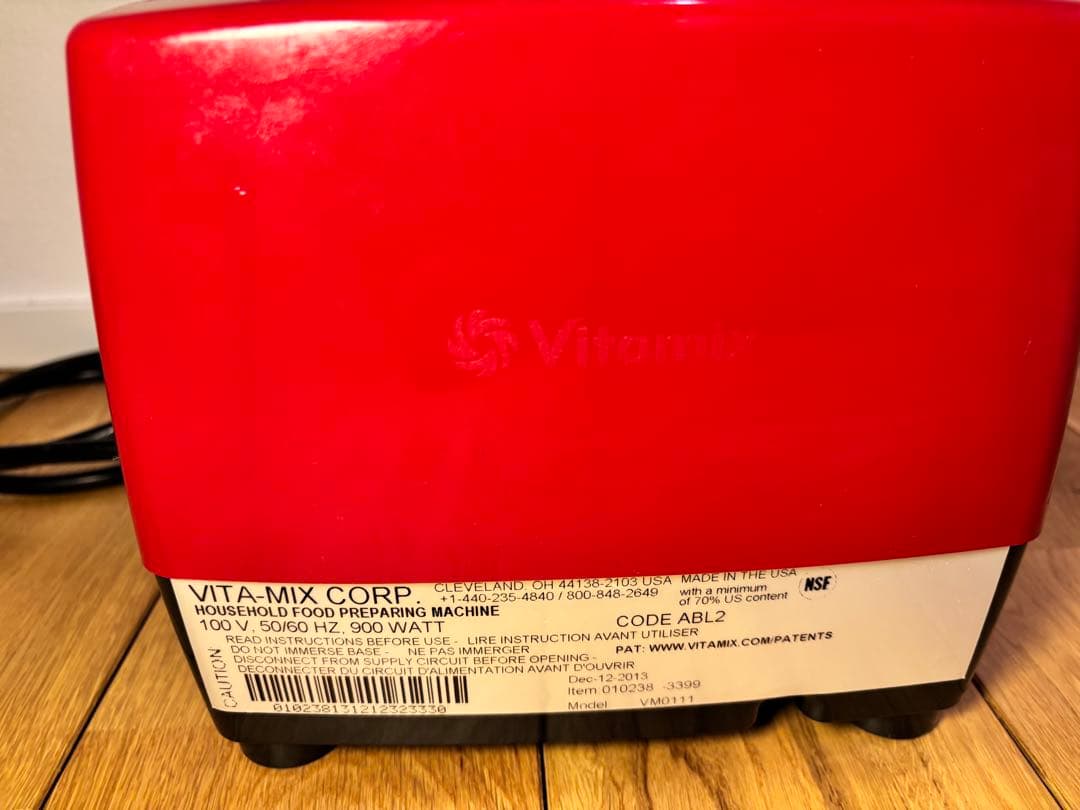 Vitamix
VITA-MIX CORP. CLEVELAND, OH 44138-2103 USA MADE IN THE USA
+1-440-235-4840 / 800-848-2649 with a minimum
of 70% US content
NSF
HOUSEHOLD FOOD PREPARING MACHINE
100 V, 50/60 HZ, 900 WATT CODE ABL2
READ INSTRUCTIONS BEFORE USE - LIRE INSTRUCTION AVANT UTILISER
DO NOT IMMERSE BASE - NE PAS IMMERGER PAT: WWW.VITAMIX.COM/PATENTS
DISCONNECT FROM SUPPLY CIRCUIT BEFORE OPENING -
DECONNECTER DU CIRCUIT D'ALIMENTATION AVANT D'OUVRIR
CAUTION
Dec-12-2013
Item 010238 -3399
Model VM0111
010238131212323330